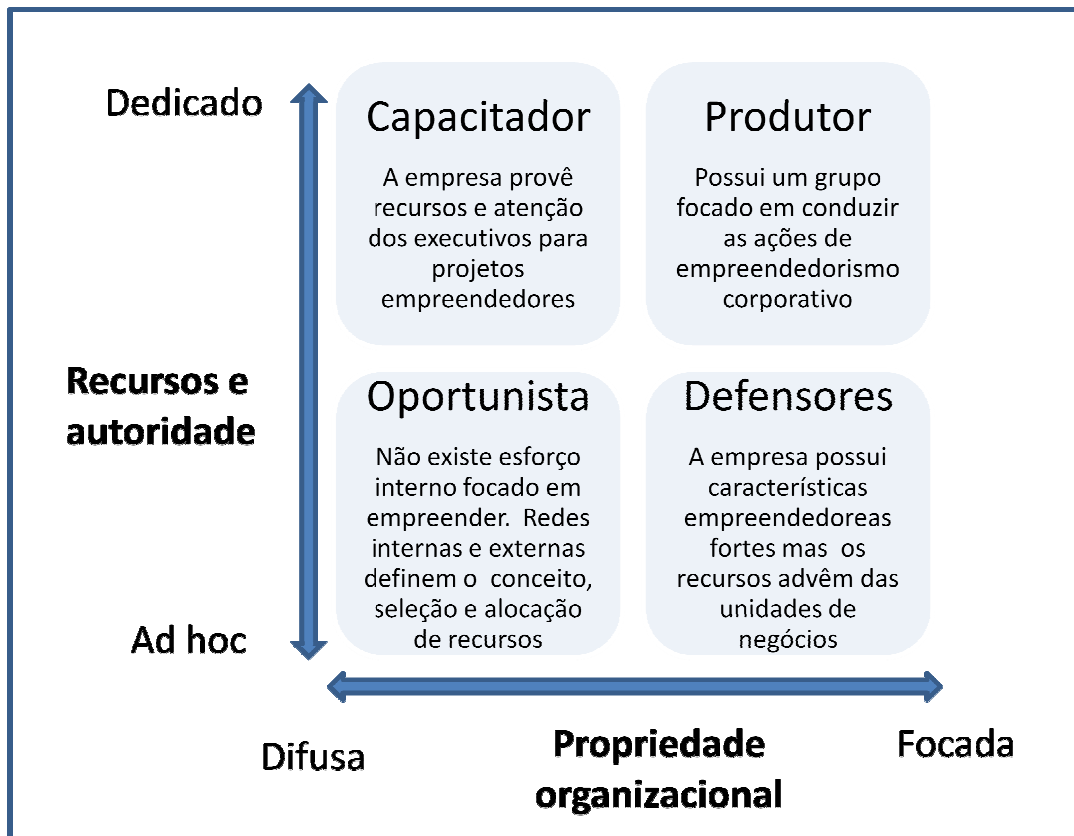 Dedicado
Capacitador
A empresa provê
recursos e atenção
dos executivos para
projetos
empreendedores
Produtor
Possui um grupo
focado em conduzir
as ações de
empreendedorismo
corporativo
Recursos e
autoridade
Oportunista
Não existe esforço
interno focado em
empreender.  Redes
internas e externas
definem o  conceito,
seleção e alocação
de recursos
Defensores
A empresa possui
características
empreendedoreas
fortes mas  os
recursos advêm das
unidades de
negócios
Ad hoc
Difusa
Propriedade
organizacional
Focada